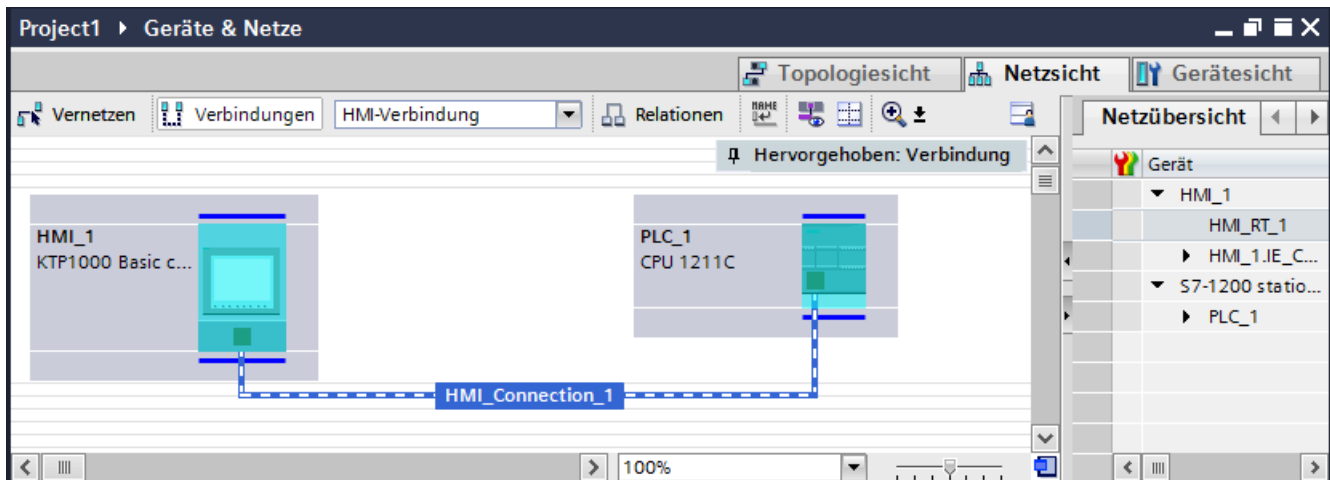 Project1 ▸ Geräte & Netze
Topologiesicht Netzsicht Gerätesicht
Vernetzen Verbindungen HMI-Verbindung Relationen NAME Netzübersicht
Hervorgehoben: Verbindung
Gerät
HMI_1
KTP1000 Basic c...
PLC_1
CPU 1211C
HMI_Connection_1
HMI_1
HMI_RT_1
HMI_1.IE_C...
S7-1200 statio...
PLC_1
100%